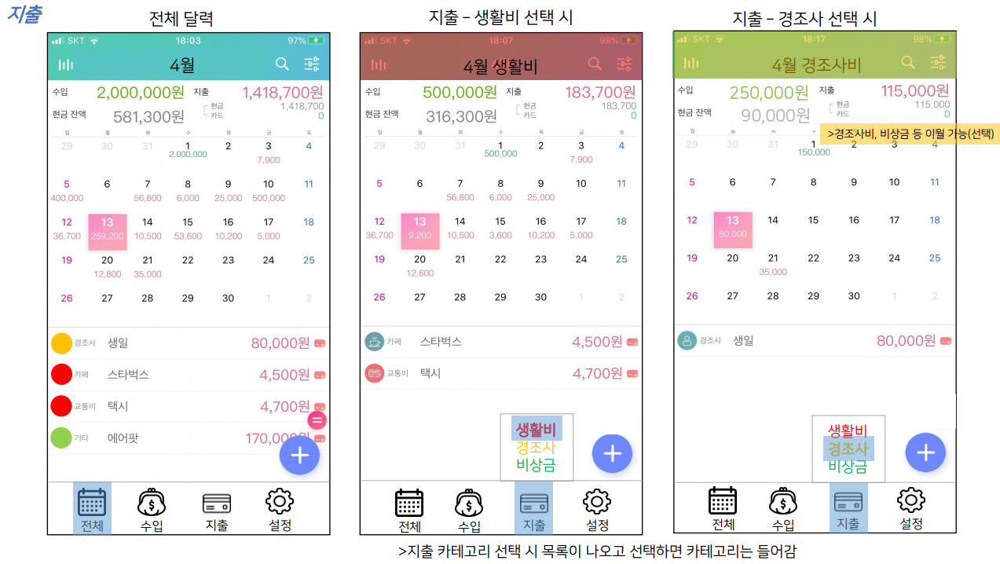 지출
전체 달력
SKT 18:03 97%
4월
수입 2,000,000원 지출 1,418,700원
현금 1,418,700
현금 잔액 581,300원 카드 0
일 월 화 수 목 금 토
29 30 31 1 2 3 4
2,000,000 7,900
5 6 7 8 9 10 11
400,000 56,800 6,000 25,000 500,000
12 13 14 15 16 17 18
36,700 259,200 10,500 53,600 10,200 5,000
19 20 21 22 23 24 25
12,800 35,000
26 27 28 29 30 1 2
경조사 생일 80,000원
카페 스타벅스 4,500원
교통비 택시 4,700원
기타 에어팟 170,000원
전체 수입 지출 설정
지출 – 생활비 선택 시
SKT 18:07 98%
4월 생활비
수입 500,000원 지출 183,700원
현금 183,700
현금 잔액 316,300원 카드 0
일 월 화 수 목 금 토
29 30 31 1 2 3 4
500,000 7,900
5 6 7 8 9 10 11
56,800 6,000 25,000
12 13 14 15 16 17 18
36,700 9,200 10,500 3,600 10,200 5,000
19 20 21 22 23 24 25
12,800
26 27 28 29 30 1 2
카페 스타벅스 4,500원
교통비 택시 4,700원
생활비
경조사
비상금
전체 수입 지출 설정
지출 – 경조사 선택 시
SKT 18:17 98%
4월 경조사비
수입 250,000원 지출 115,000원
현금 115,000
현금 잔액 90,000원 카드 0
일 월 화 수
>경조사비, 비상금 등 이월 가능(선택)
29 30 31 1 2 3 4
150,000
5 6 7 8 9 10 11
12 13 14 15 16 17 18
80,000
19 20 21 22 23 24 25
35,000
26 27 28 29 30 1 2
경조사 생일 80,000원
생활비
경조사
비상금
전체 수입 지출 설정
>지출 카테고리 선택 시 목록이 나오고 선택하면 카테고리는 들어감